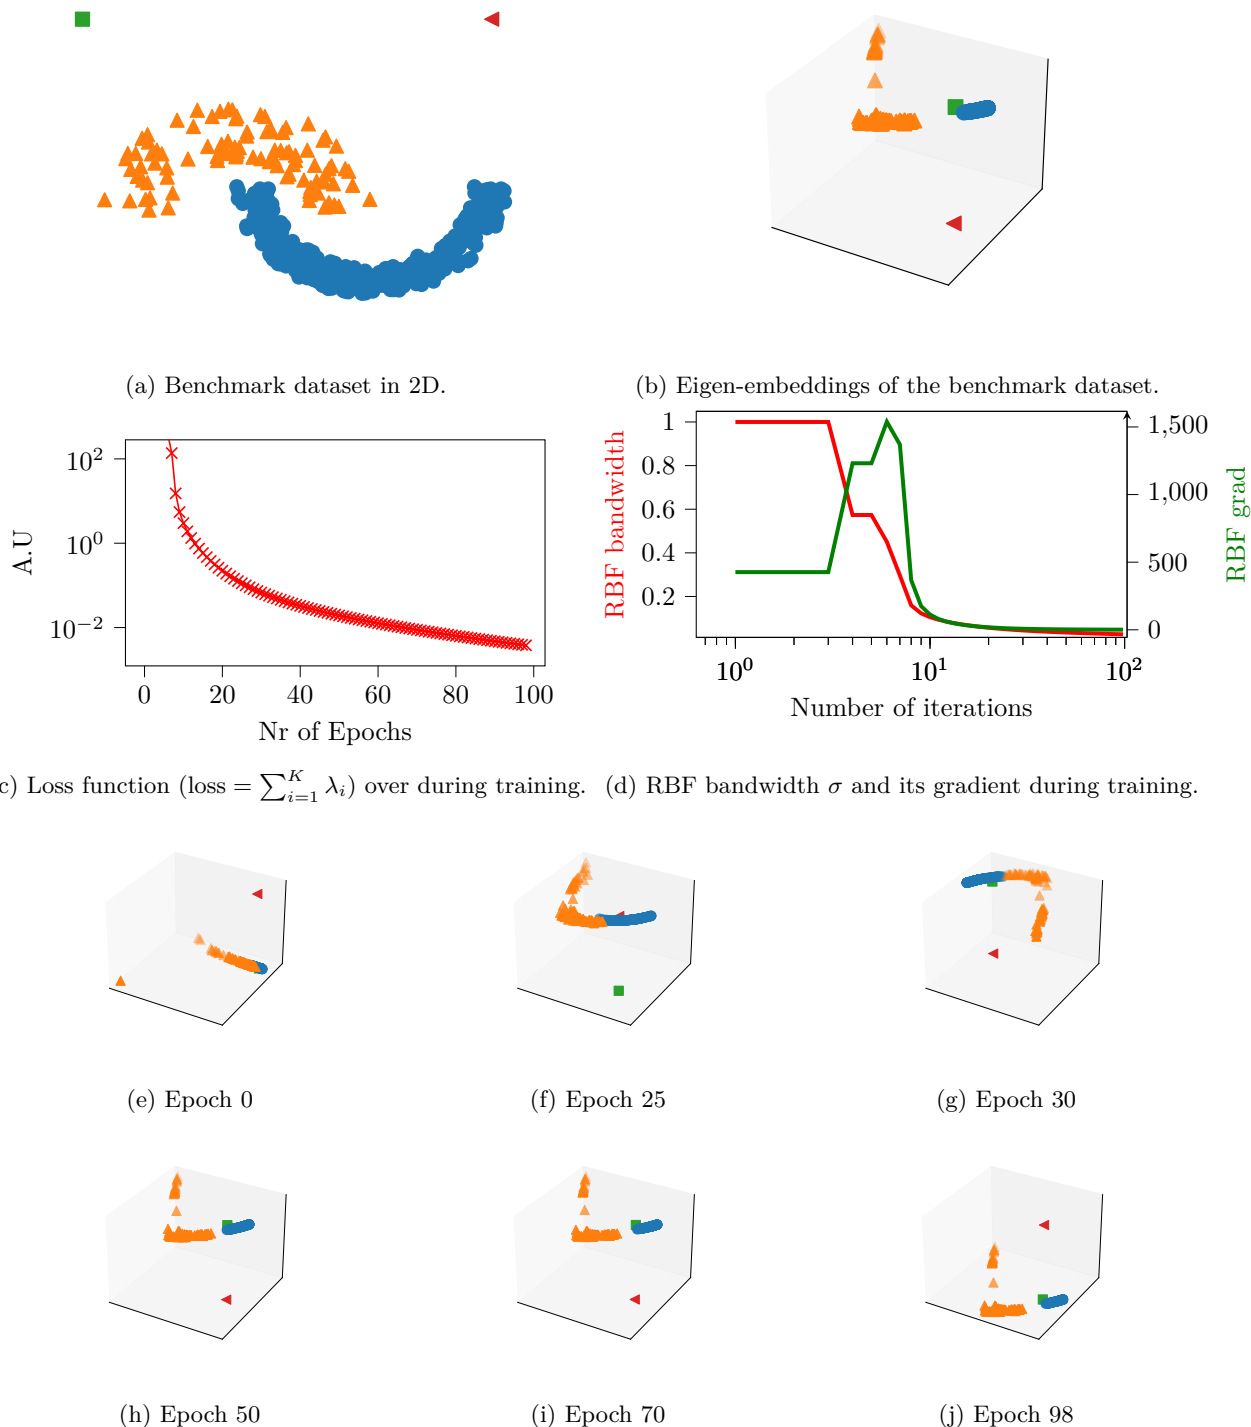 (a) Benchmark dataset in 2D.
(b) Eigen-embeddings of the benchmark dataset.
10^2
10^0
10^{-2}
A.U
0 20 40 60 80 100
Nr of Epochs
1
0.8
0.6
0.4
0.2
RBF bandwidth
1,500
1,000
500
0
RBF grad
10^0 10^1 10^2
Number of iterations
c) Loss function (loss = \sum_{i=1}^{K} λ_i) over during training.
(d) RBF bandwidth σ and its gradient during training.
(e) Epoch 0
(f) Epoch 25
(g) Epoch 30
(h) Epoch 50
(i) Epoch 70
(j) Epoch 98